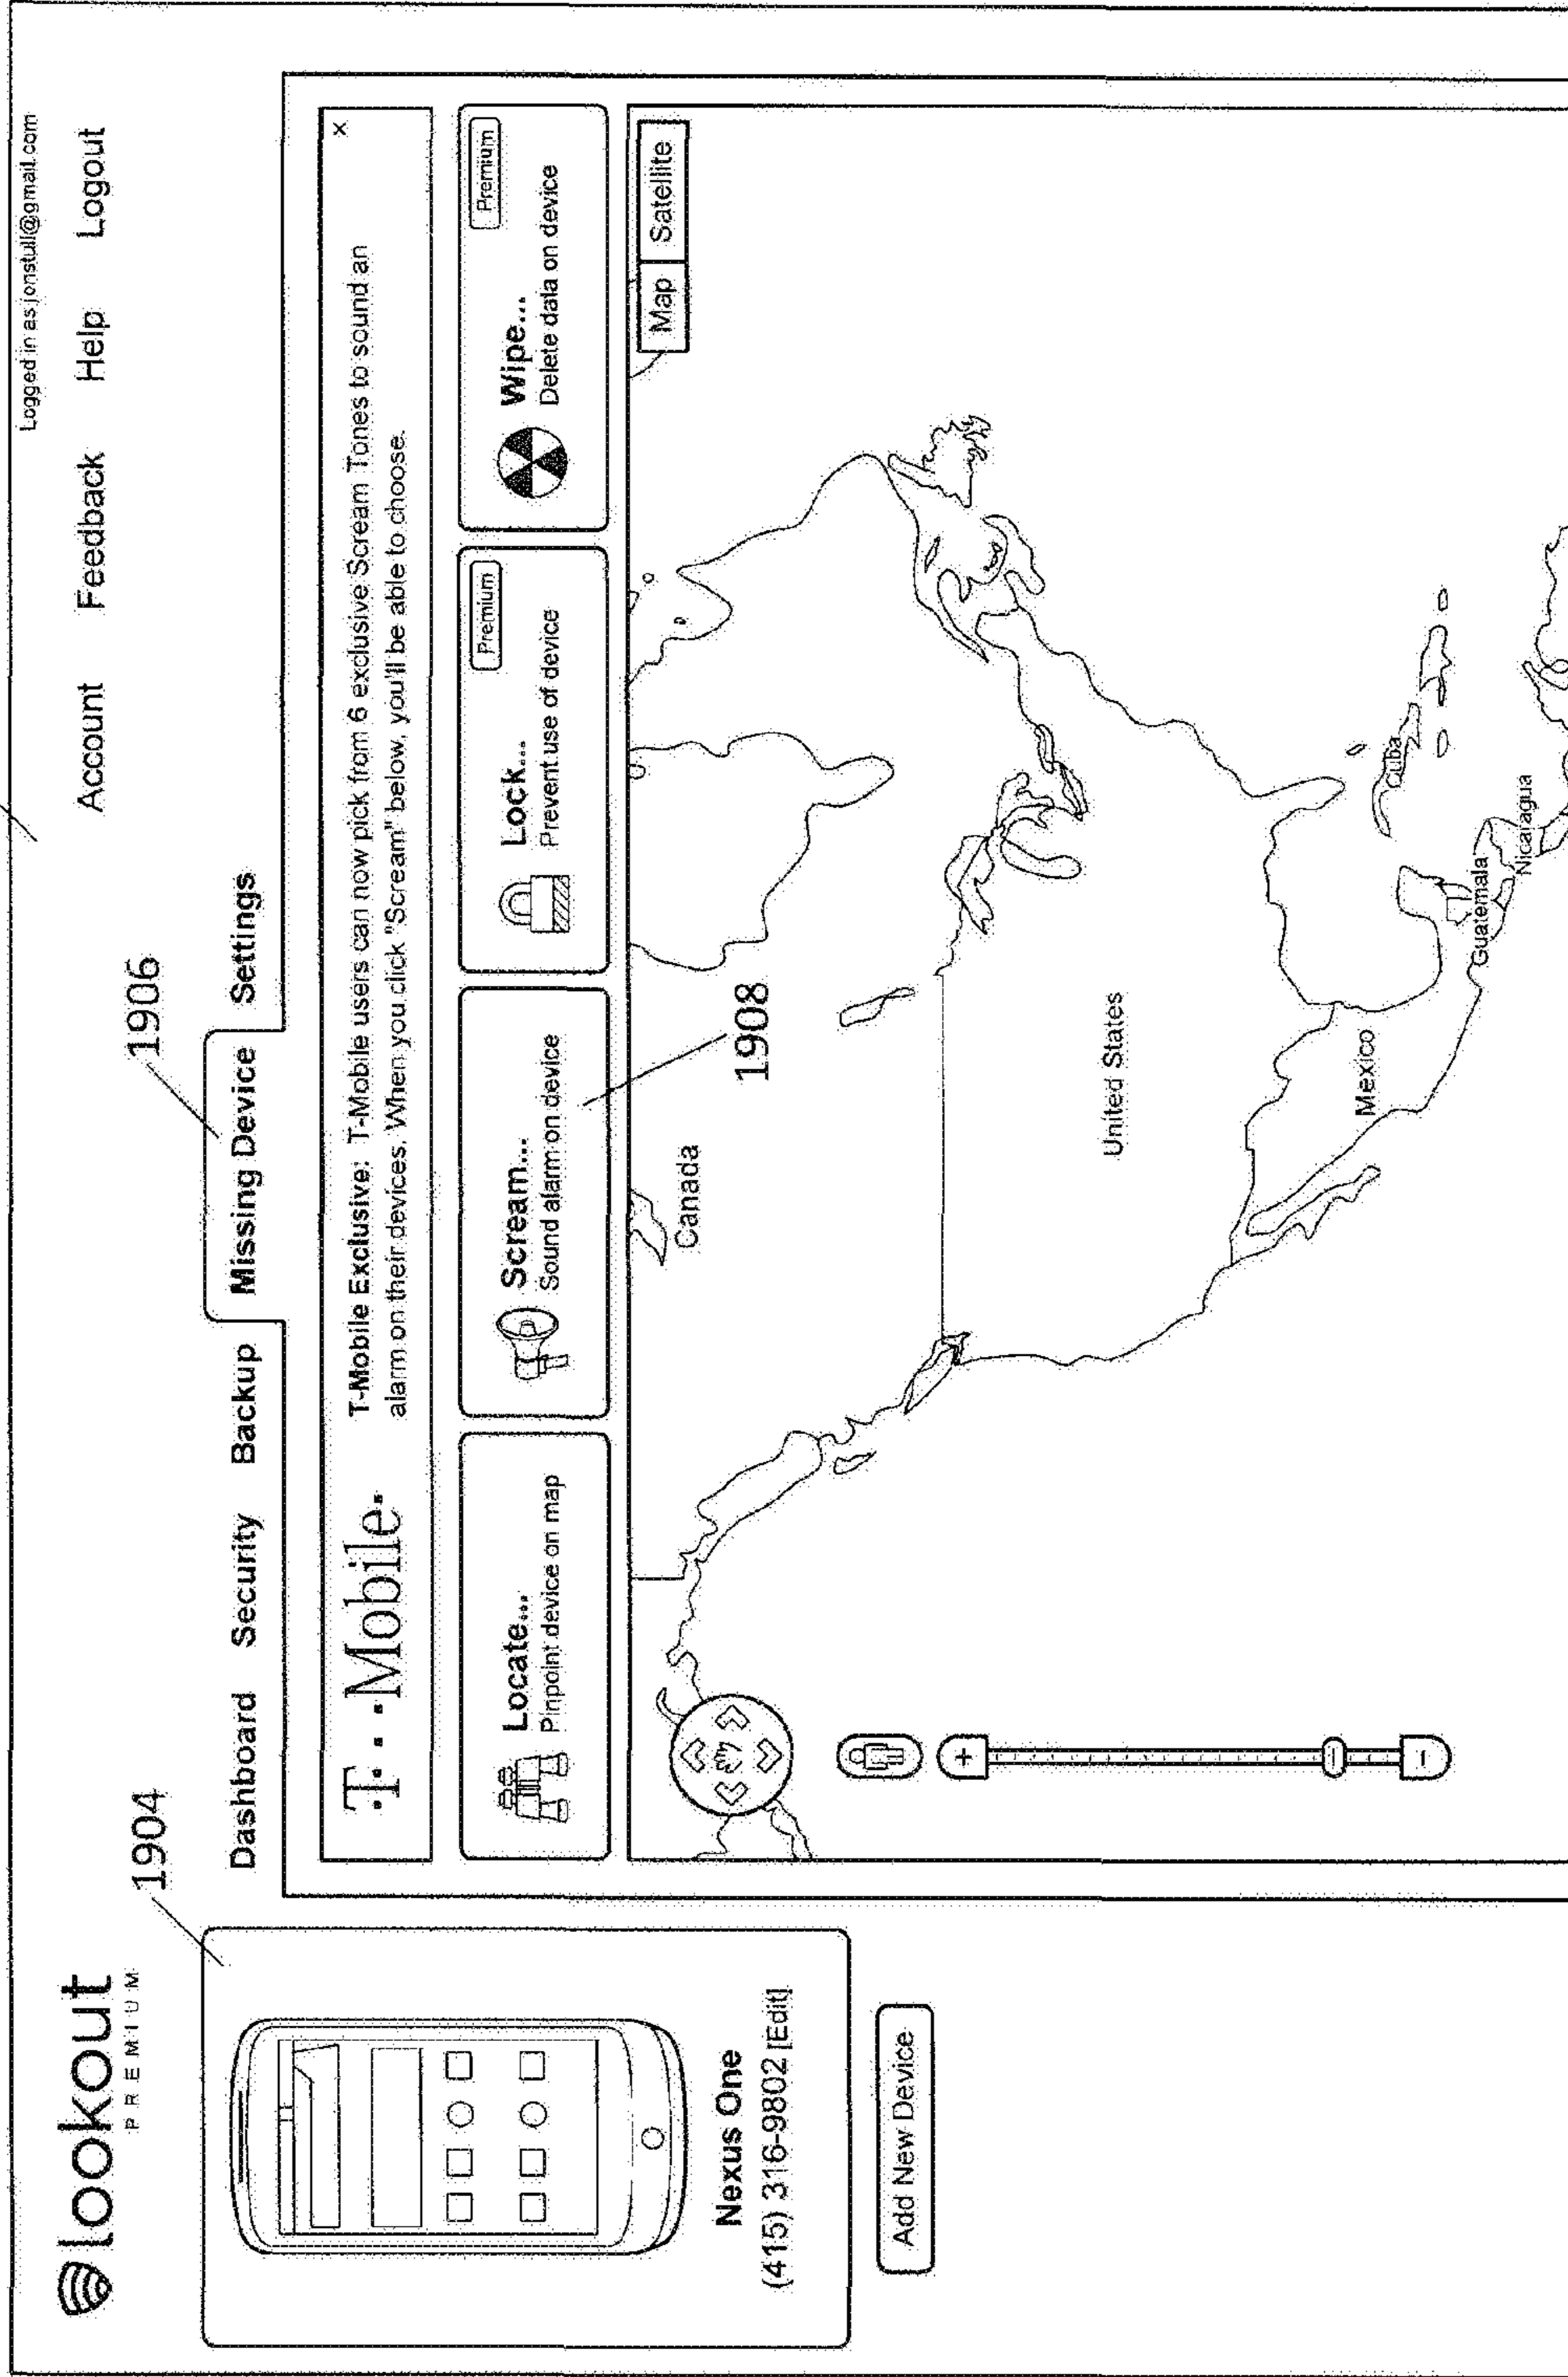 Logged in as jonstull@gmail.com
lookout
PREMIUM
Account Feedback Help Logout
1904
1906
Dashboard Security Backup Missing Device Settings
T··Mobile·
T-Mobile Exclusive: T-Mobile users can now pick from 6 exclusive Scream Tones to sound an
alarm on their devices. When you click "Scream" below, you'll be able to choose.
×
Locate...
Pinpoint device on map
Scream...
Sound alarm on device
Lock...
Prevent use of device
Premium
Wipe...
Delete data on device
Premium
Map Satellite
1908
Nexus One
(415) 316-9802 [Edit]
Add New Device
+
−
Canada
United States
Mexico
Cuba
Guatemala
Nicaragua